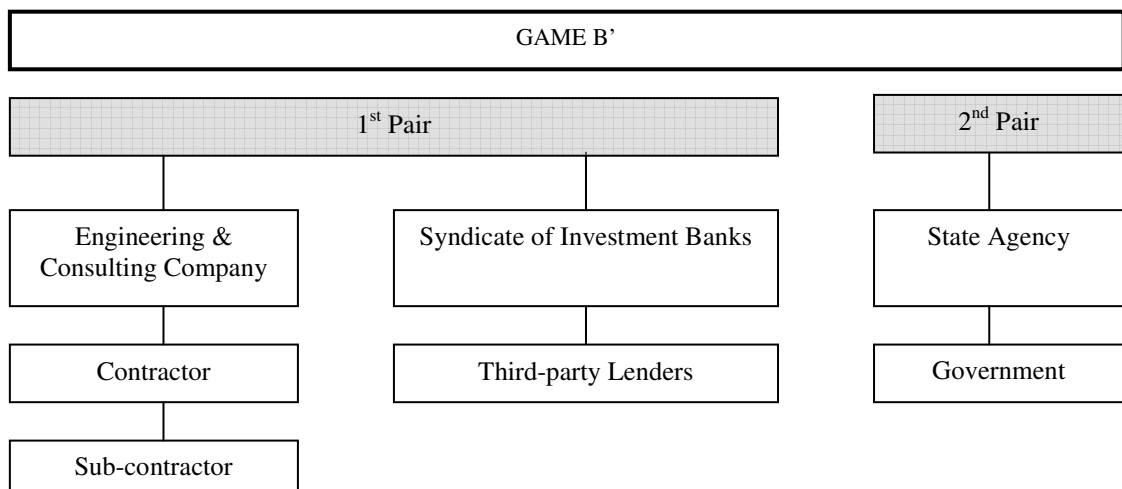 GAME B’
1st Pair
2nd Pair
Engineering &
Consulting Company
Syndicate of Investment Banks
State Agency
Contractor
Third-party Lenders
Government
Sub-contractor